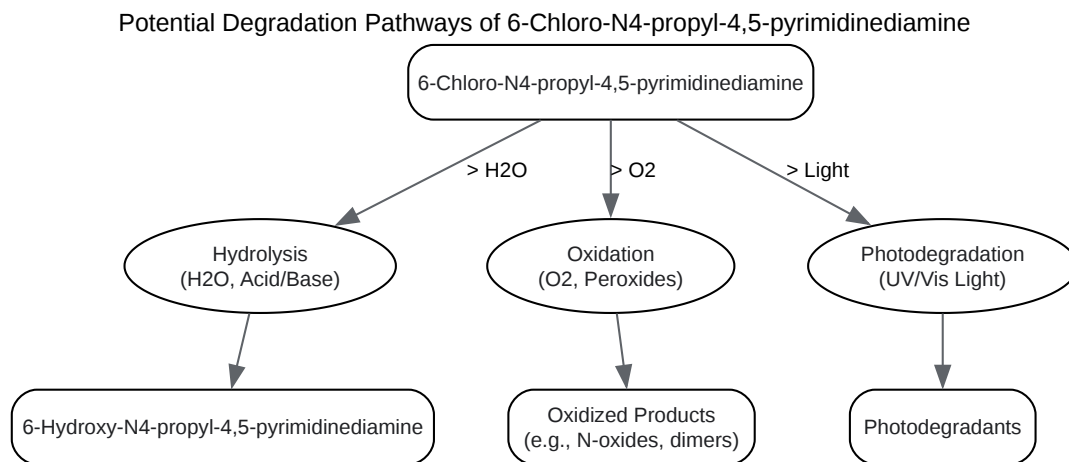 Potential Degradation Pathways of 6-Chloro-N4-propyl-4,5-pyrimidinediamine
6-Chloro-N4-propyl-4,5-pyrimidinediamine
> H2O
> O2
> Light
Hydrolysis
(H2O, Acid/Base)
Oxidation
(O2, Peroxides)
Photodegradation
(UV/Vis Light)
6-Hydroxy-N4-propyl-4,5-pyrimidinediamine
Oxidized Products
(e.g., N-oxides, dimers)
Photodegradants